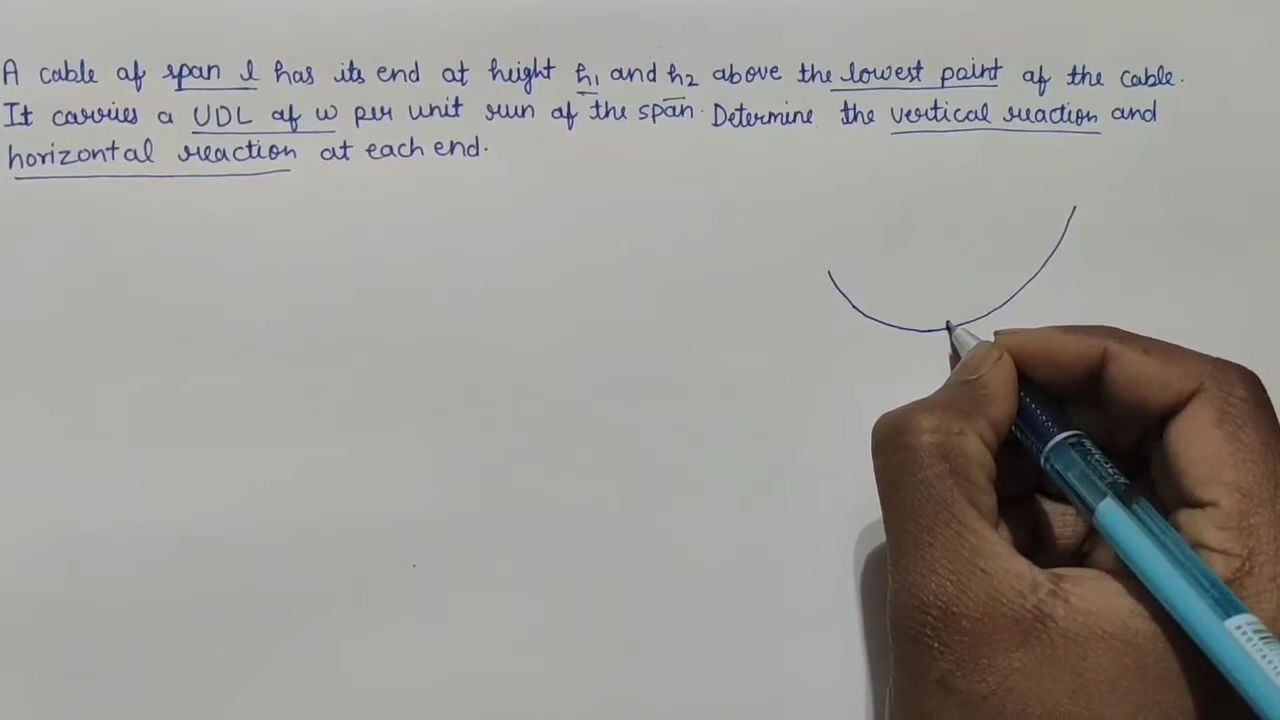 A cable of span l has its end at height h1 and h2 above the lowest point of the cable.
It carries a UDL of w per unit run of the span. Determine the vertical reaction and
horizontal reaction at each end.